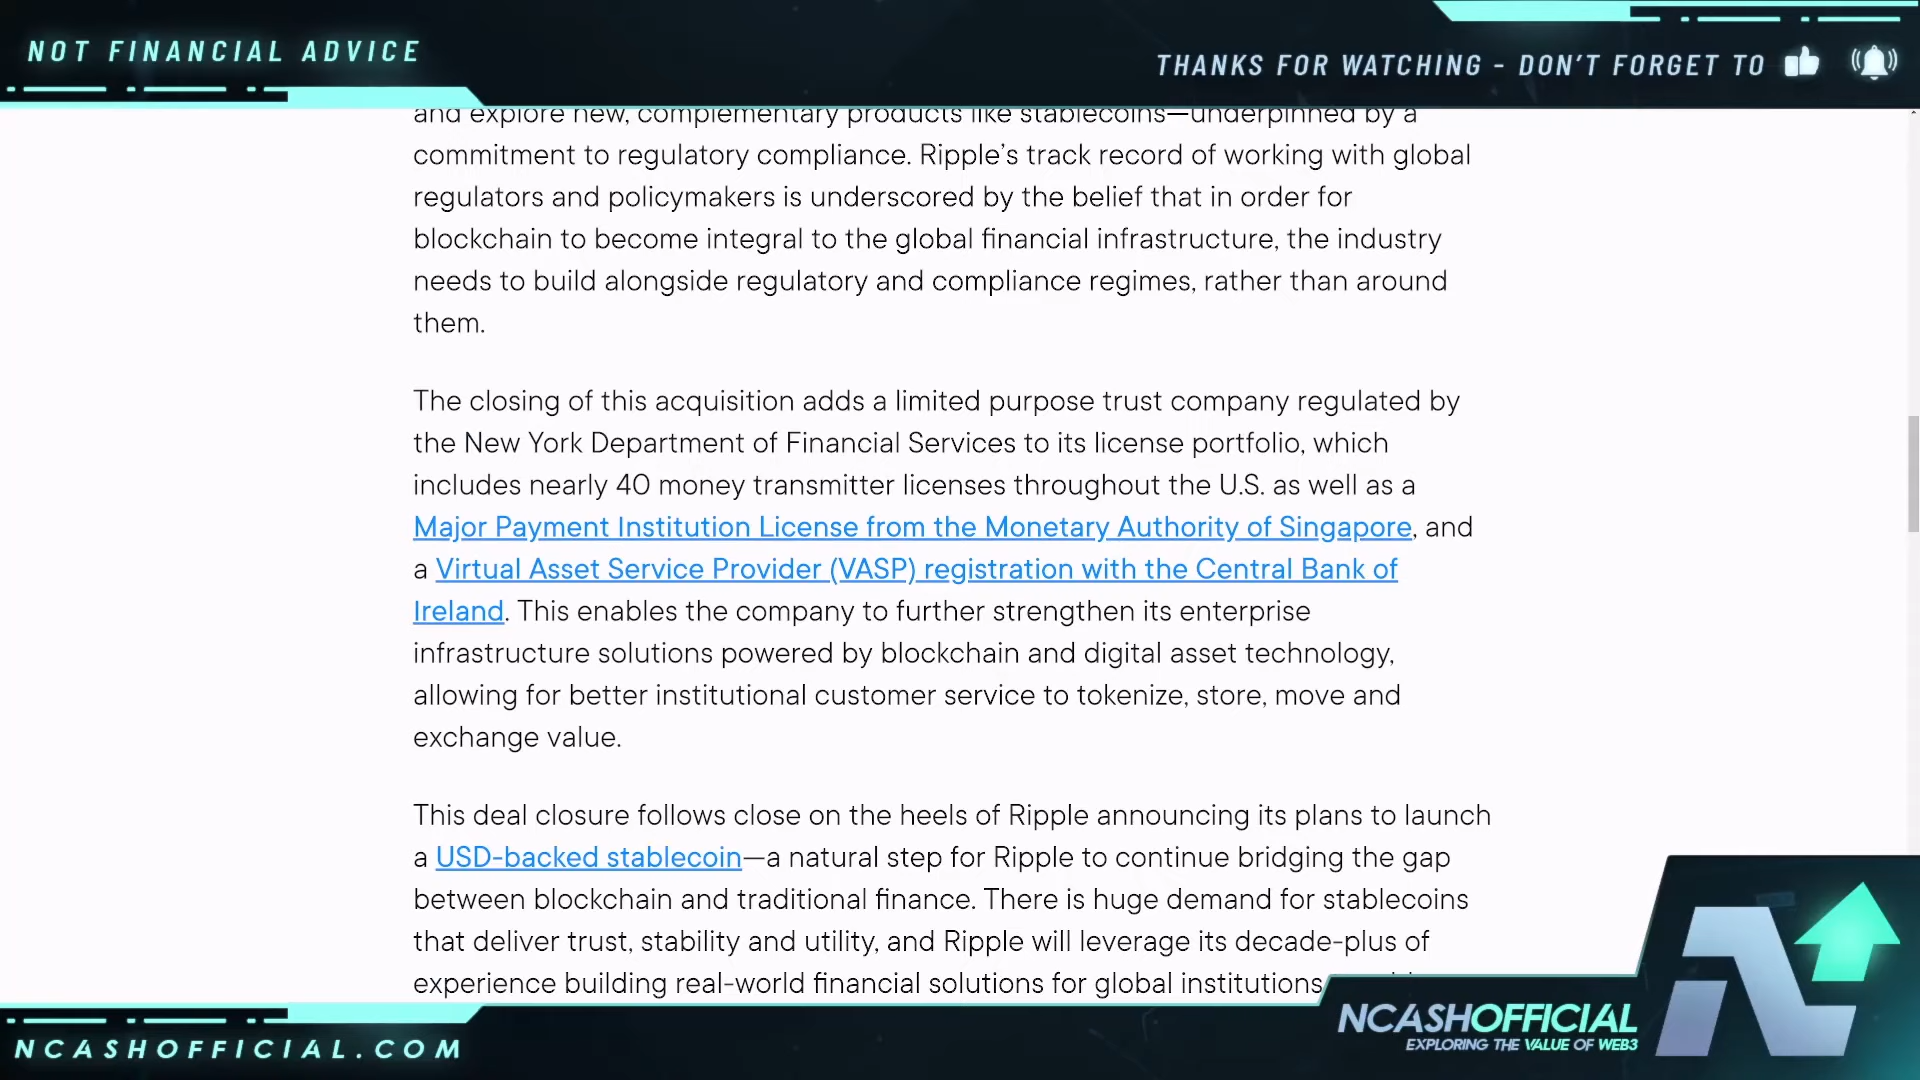 NOT FINANCIAL ADVICE
THANKS FOR WATCHING - DON'T FORGET TO
and explore new, complementary products like stablecoins—underpinned by a
commitment to regulatory compliance. Ripple's track record of working with global
regulators and policymakers is underscored by the belief that in order for
blockchain to become integral to the global financial infrastructure, the industry
needs to build alongside regulatory and compliance regimes, rather than around
them.
The closing of this acquisition adds a limited purpose trust company regulated by
the New York Department of Financial Services to its license portfolio, which
includes nearly 40 money transmitter licenses throughout the U.S. as well as a
Major Payment Institution License from the Monetary Authority of Singapore, and
a Virtual Asset Service Provider (VASP) registration with the Central Bank of
Ireland. This enables the company to further strengthen its enterprise
infrastructure solutions powered by blockchain and digital asset technology,
allowing for better institutional customer service to tokenize, store, move and
exchange value.
This deal closure follows close on the heels of Ripple announcing its plans to launch
a USD-backed stablecoin—a natural step for Ripple to continue bridging the gap
between blockchain and traditional finance. There is huge demand for stablecoins
that deliver trust, stability and utility, and Ripple will leverage its decade-plus of
experience building real-world financial solutions for global institutions
NCASHOFFICIAL
EXPLORING THE VALUE OF WEB3
NCASHOFFICIAL.COM